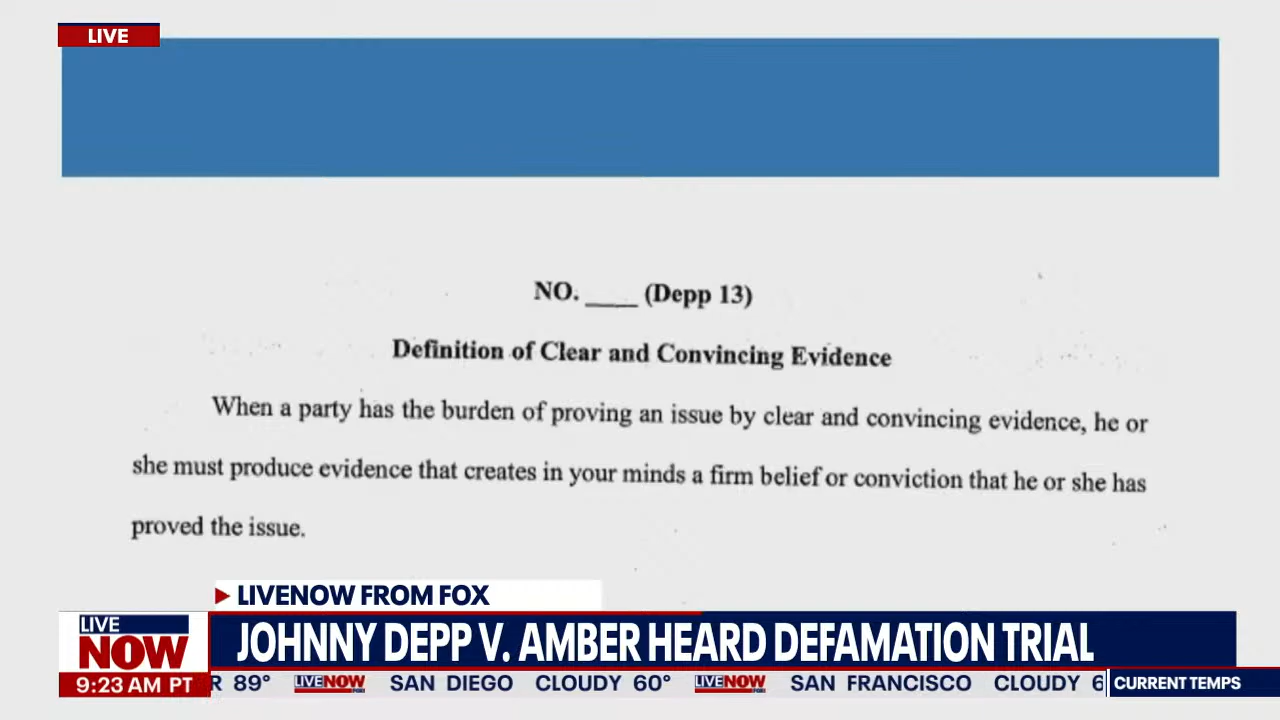 LIVE
NO. ____ (Depp 13)
Definition of Clear and Convincing Evidence
When a party has the burden of proving an issue by clear and convincing evidence, he or
she must produce evidence that creates in your minds a firm belief or conviction that he or she has
proved the issue.
LIVENOW FROM FOX
LIVE
NOW
JOHNNY DEPP V. AMBER HEARD DEFAMATION TRIAL
9:23 AM PT
R 89° LIVENOW SAN DIEGO CLOUDY 60° LIVENOW SAN FRANCISCO CLOUDY 6
CURRENT TEMPS